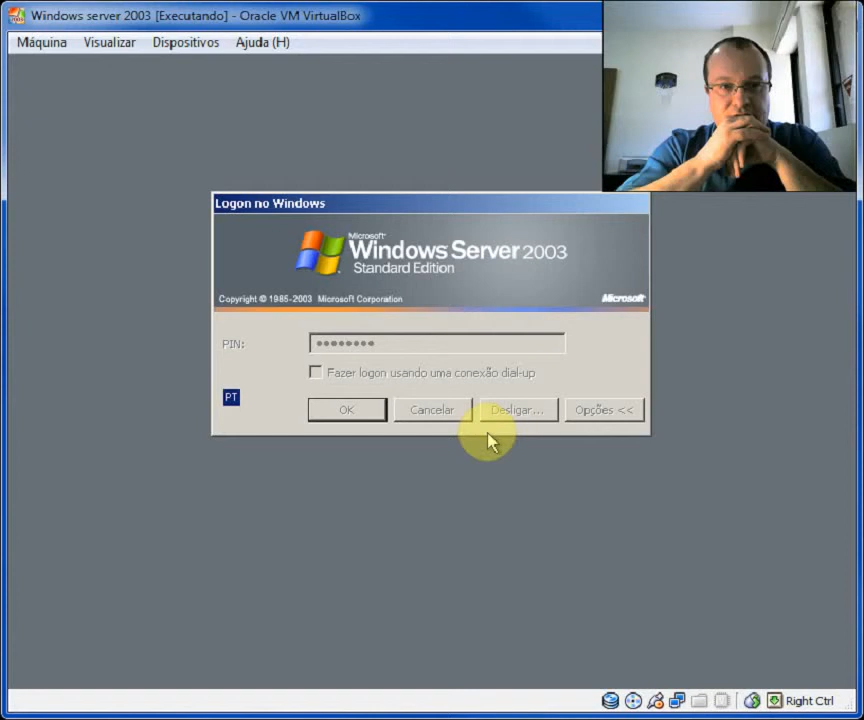 Windows server 2003 [Executando] - Oracle VM VirtualBox
Máquina Visualizar Dispositivos Ajuda (H)
Logon no Windows
Microsoft
Windows Server 2003
Standard Edition
Copyright © 1985-2003 Microsoft Corporation Microsoft
PIN:
Fazer logon usando uma conexão dial-up
PT
OK Cancelar Desligar... Opções <<
Right Ctrl